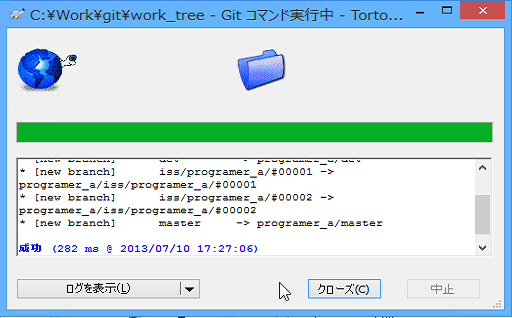 C:¥Work¥git¥work_tree - Git コマンド実行中 - Torto...
* [new branch]      dev        -> programer_a/dev
* [new branch]      iss/programer_a/#00001 ->
programer_a/iss/programer_a/#00001
* [new branch]      iss/programer_a/#00002 ->
programer_a/iss/programer_a/#00002
* [new branch]      master     -> programer_a/master
成功 (282 ms @ 2013/07/10 17:27:06)
ログを表示(L)
クローズ(C)
中止